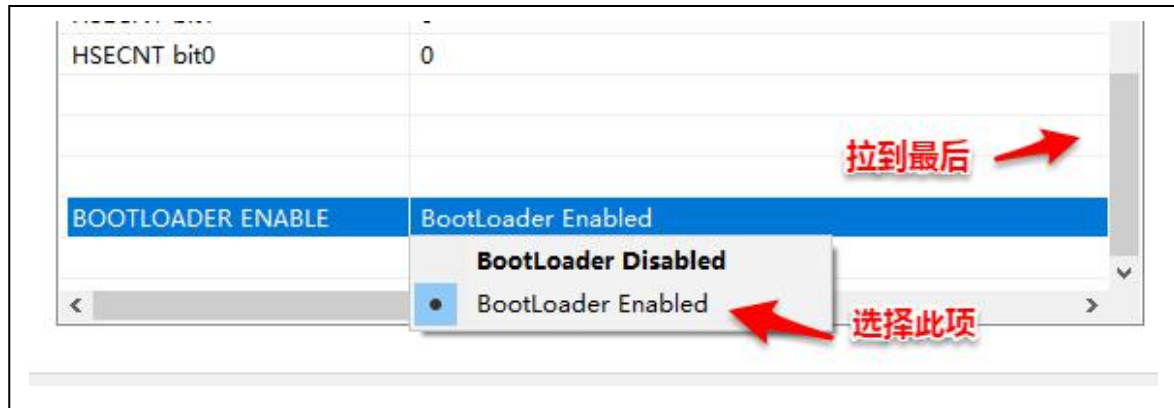 HSECNT bit0 0
拉到最后
BOOTLOADER ENABLE BootLoader Enabled
BootLoader Disabled
BootLoader Enabled
选择此项